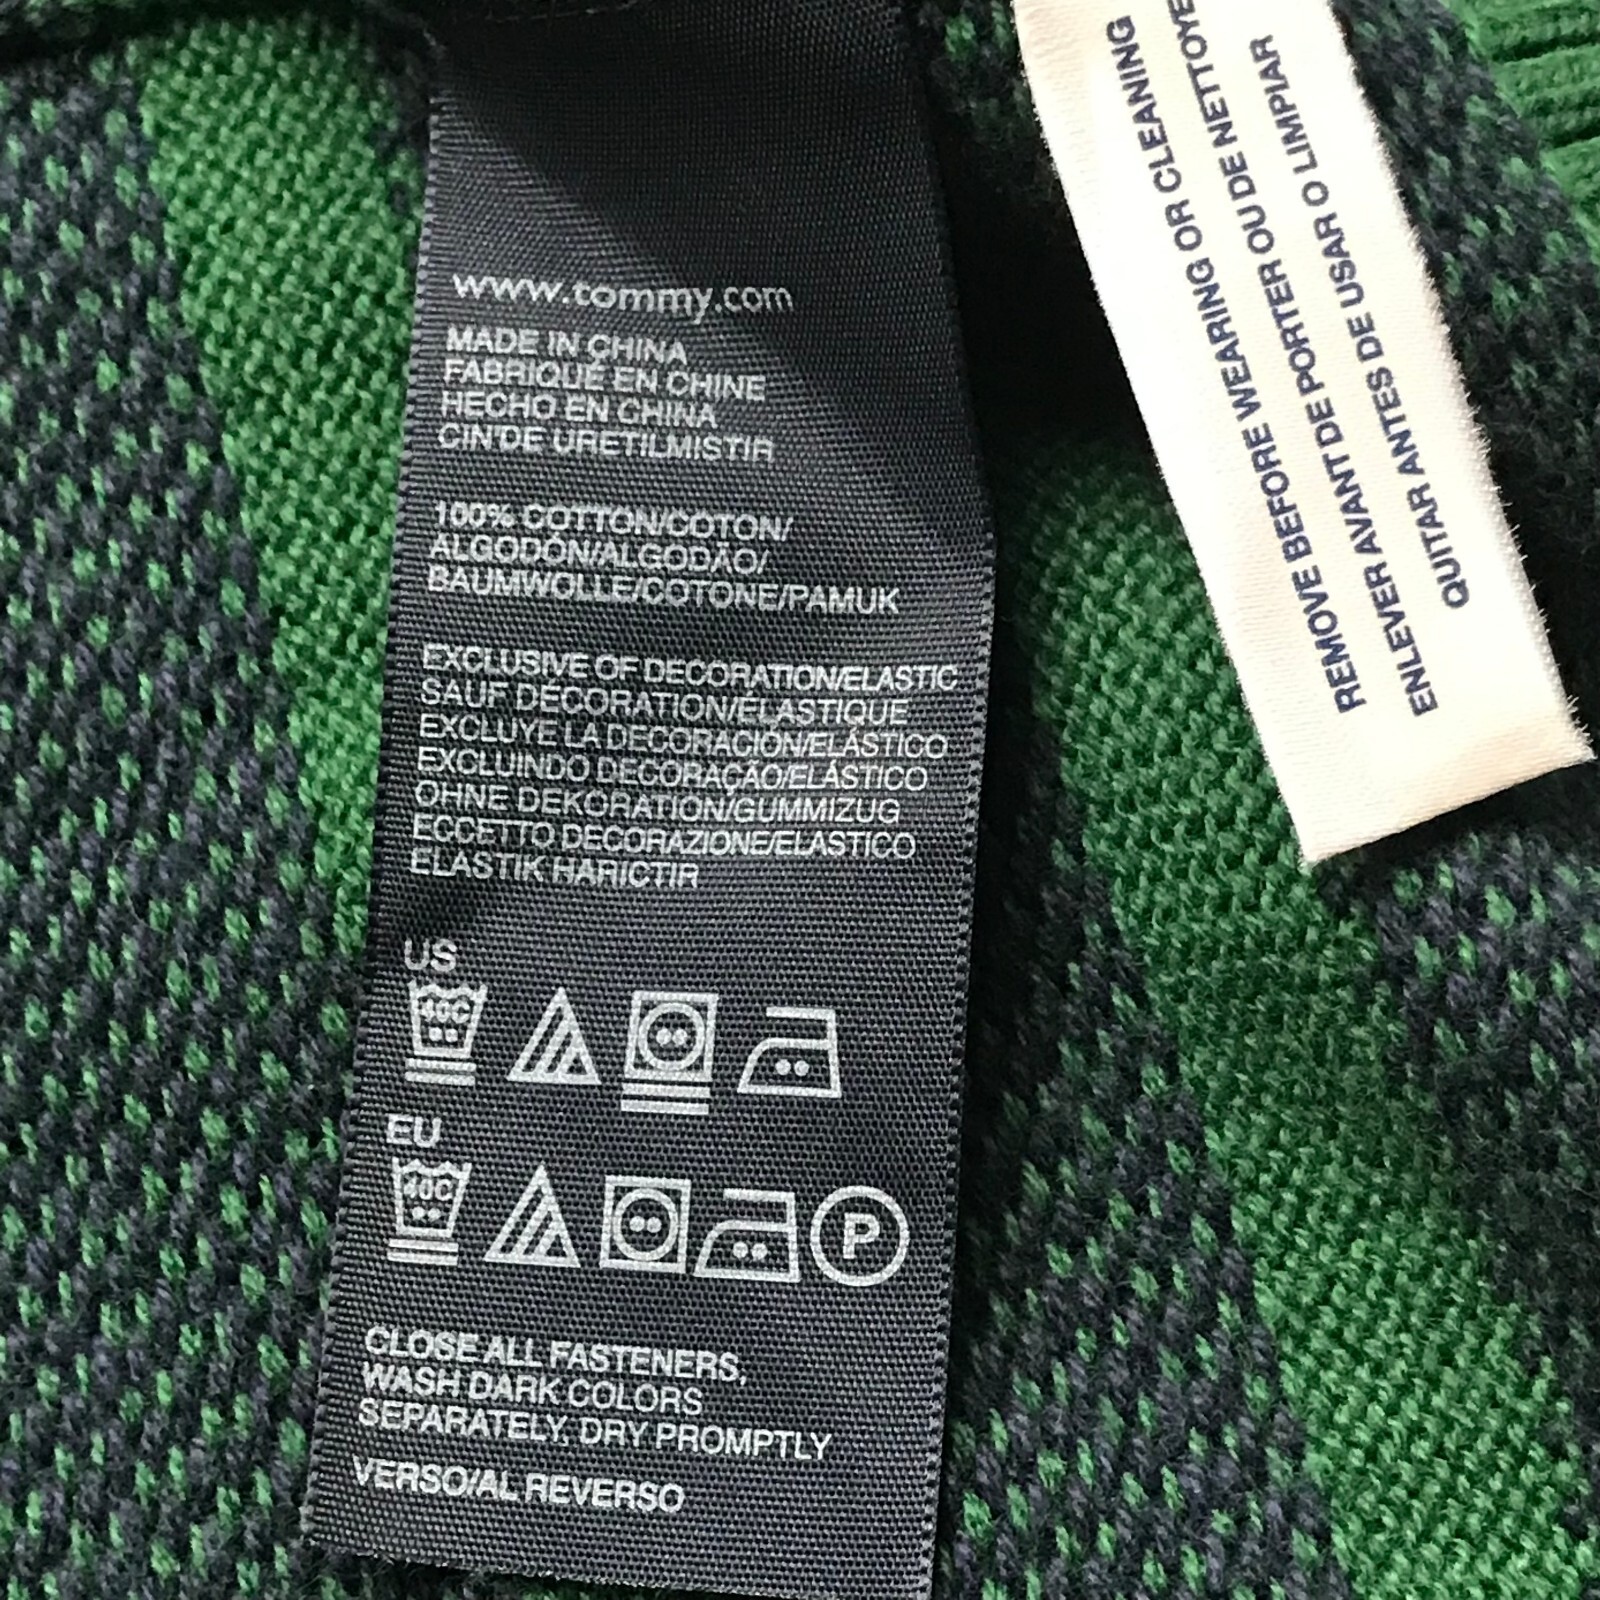 www.tommy.com
MADE IN CHINA
FABRIQUÉ EN CHINE
HECHO EN CHINA
CIN'DE URETILMISTIR
100% COTTON/COTON/
ALGODÓN/ALGODÃO/
BAUMWOLLE/COTONE/PAMUK
EXCLUSIVE OF DECORATION/ELASTIC
SAUF DÉCORATION/ÉLASTIQUE
EXCLUYE LA DECORACIÓN/ELÁSTICO
EXCLUINDO DECORAÇÃO/ELÁSTICO
OHNE DEKORATION/GUMMIZUG
ECCETTO DECORAZIONE/ELASTICO
ELASTIK HARICTIR
US
40C
EU
40C
P
CLOSE ALL FASTENERS,
WASH DARK COLORS
SEPARATELY, DRY PROMPTLY
VERSO/AL REVERSO
REMOVE BEFORE WEARING OR CLEANING
ENLEVER AVANT DE PORTER OU DE NETTOYE
QUITAR ANTES DE USAR O LIMPIAR